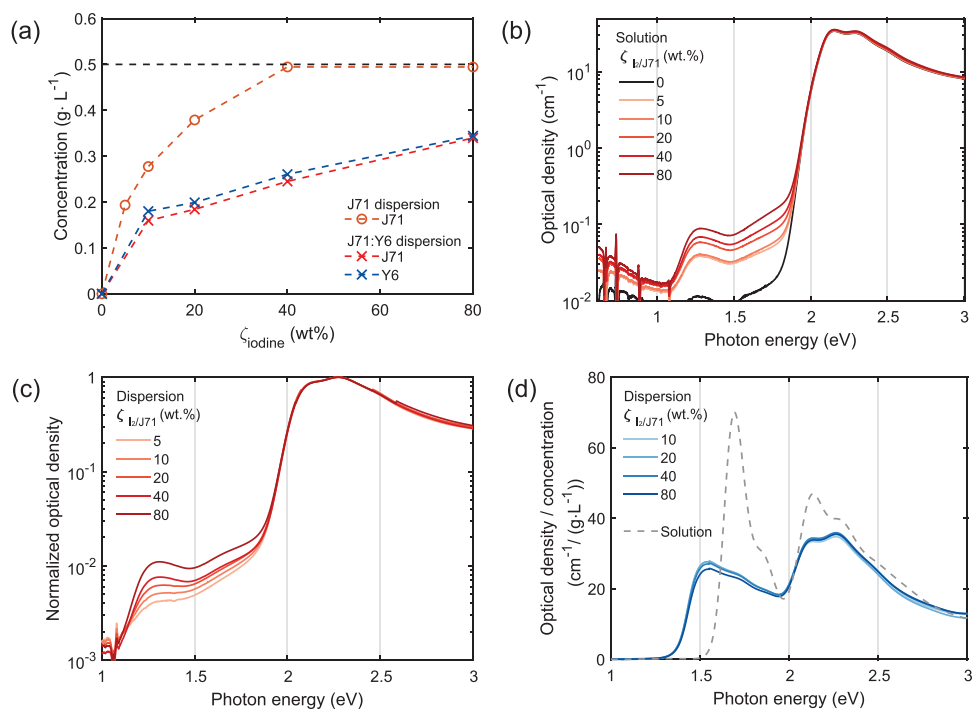 (a)
0.6
0.5
0.4
0.3
0.2
0.1
0
0 20 40 60 80
Concentration (g· L⁻¹)
ζiodine (wt%)
J71 dispersion
J71
J71:Y6 dispersion
J71
Y6
(b)
Solution
ζ I₂/J71 (wt.%)
0
5
10
20
40
80
10¹
10⁰
10⁻¹
10⁻²
1 1.5 2 2.5 3
Optical density (cm⁻¹)
Photon energy (eV)
(c)
Dispersion
ζ I₂/J71 (wt.%)
5
10
20
40
80
1
10⁻¹
10⁻²
10⁻³
1 1.5 2 2.5 3
Normalized optical density
Photon energy (eV)
(d)
Dispersion
ζ I₂/J71 (wt.%)
10
20
40
80
Solution
80
60
40
20
0
1 1.5 2 2.5 3
Optical density / concentration
(cm⁻¹/ (g·L⁻¹))
Photon energy (eV)